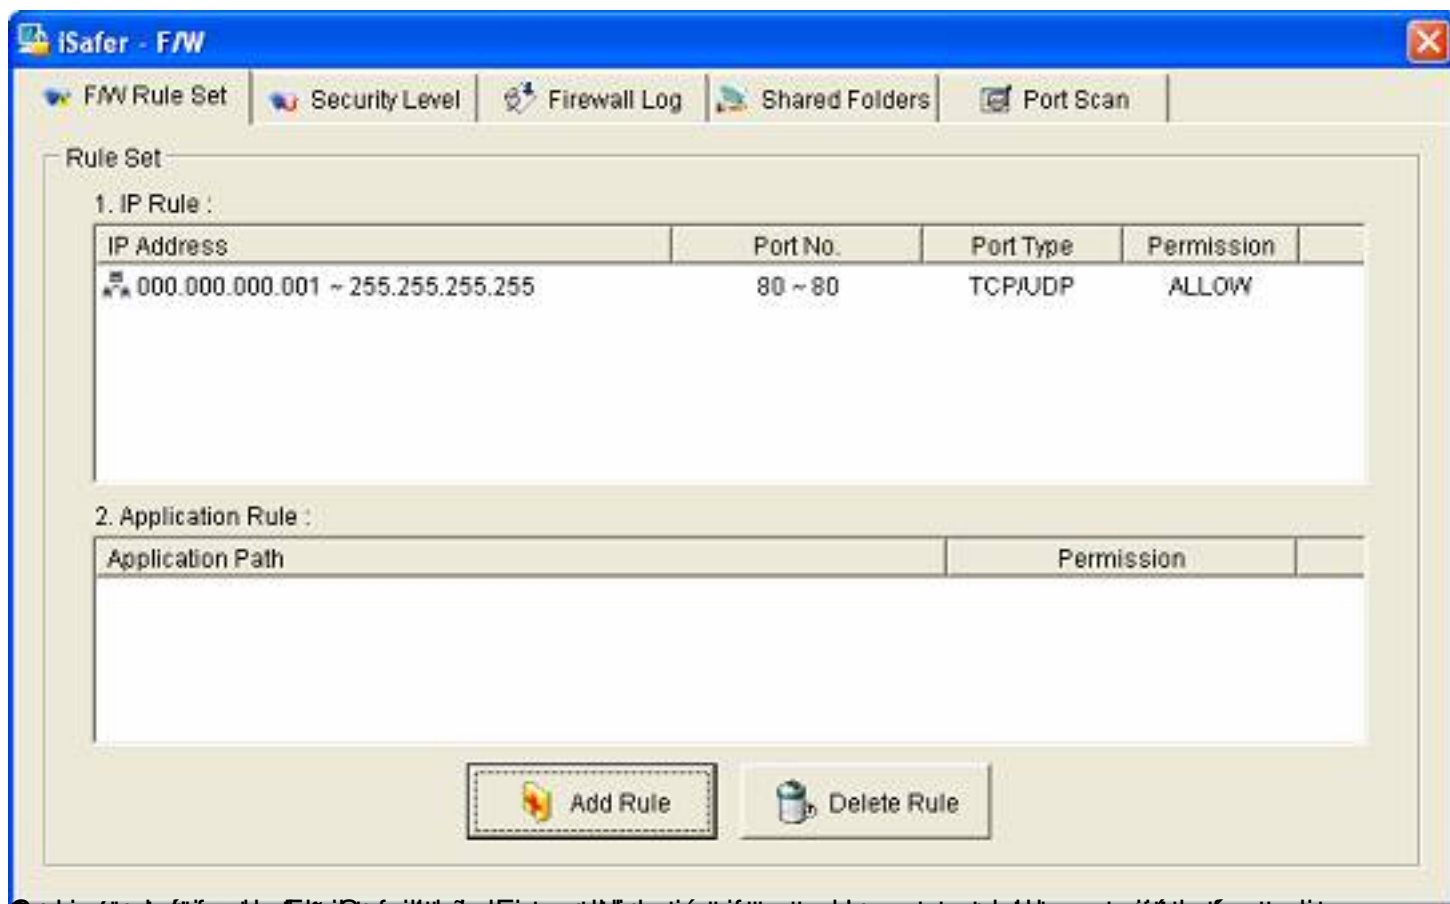 iSafer - F/W
F/W Rule Set Security Level Firewall Log Shared Folders Port Scan
Rule Set
1. IP Rule :
IP Address Port No. Port Type Permission
000.000.000.001 ~ 255.255.255.255 80 ~ 80 TCP/UDP ALLOW
2. Application Rule :
Application Path Permission
Add Rule Delete Rule